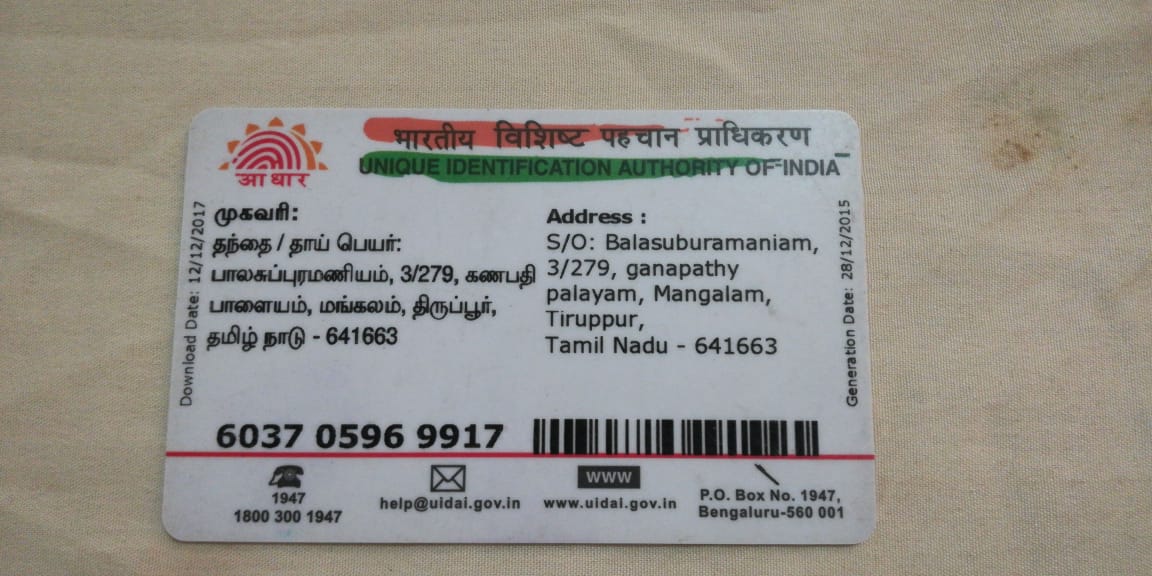 भारतीय विशिष्ट पहचान प्राधिकरण
UNIQUE IDENTIFICATION AUTHORITY OF INDIA
आधार
Download Date: 12/12/2017
முகவரி:
தந்தை / தாய் பெயர்:
பாலசுப்புரமணியம், 3/279, கணபதி
பாளையம், மங்கலம், திருப்பூர்,
தமிழ் நாடு - 641663
Address :
S/O: Balasuburamaniam,
3/279, ganapathy
palayam, Mangalam,
Tiruppur,
Tamil Nadu - 641663
Generation Date: 28/12/2015
6037 0596 9917
1947
1800 300 1947
help@uidai.gov.in
WWW
www.uidai.gov.in
P.O. Box No. 1947,
Bengaluru-560 001